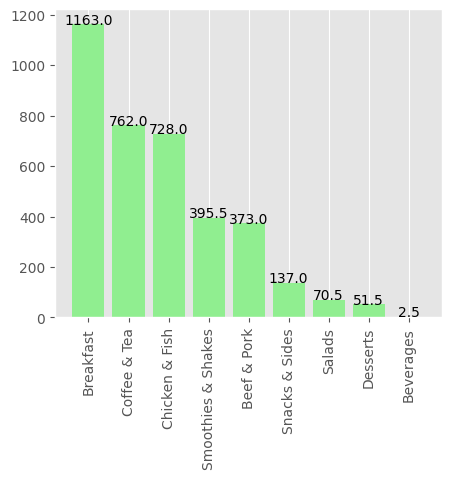 1200
1000
800
600
400
200
0
1163.0
762.0
728.0
395.5
373.0
137.0
70.5
51.5
2.5
Breakfast
Coffee & Tea
Chicken & Fish
Smoothies & Shakes
Beef & Pork
Snacks & Sides
Salads
Desserts
Beverages